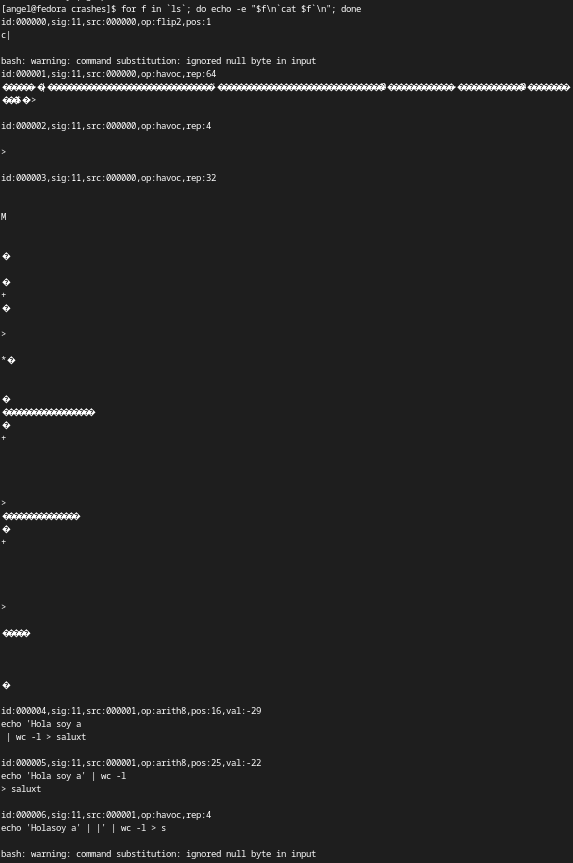 [angel@fedora crashes]$ for f in `ls`; do echo -e "$f\n`cat $f`\n"; done
id:000000,sig:11,src:000000,op:flip2,pos:1
c|
bash: warning: command substitution: ignored null byte in input
id:000001,sig:11,src:000000,op:havoc,rep:64
>
id:000002,sig:11,src:000000,op:havoc,rep:4
>
id:000003,sig:11,src:000000,op:havoc,rep:32
M
�
�
+
�
>
*�
�
�
+
>
�
+
>
�
id:000004,sig:11,src:000001,op:arith8,pos:16,val:-29
echo 'Hola soy a
| wc -l > saluxt
id:000005,sig:11,src:000001,op:arith8,pos:25,val:-22
echo 'Hola soy a' | wc -l
> saluxt
id:000006,sig:11,src:000001,op:havoc,rep:4
echo 'Holasoy a' | |' | wc -l > s
bash: warning: command substitution: ignored null byte in input